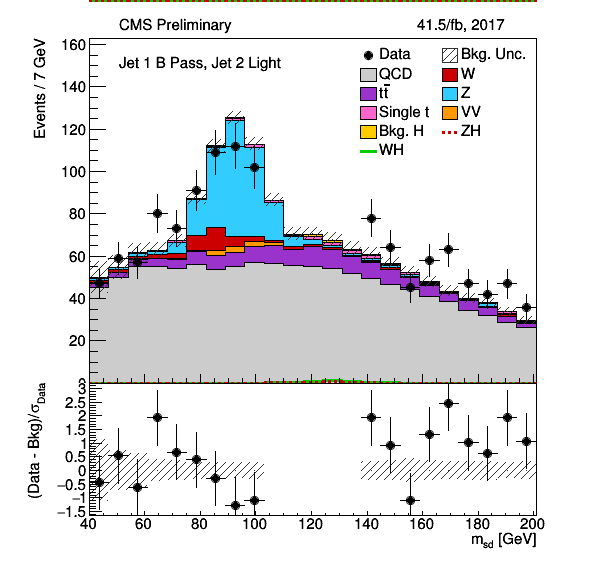 CMS Preliminary 41.5/fb, 2017
Events / 7 GeV
160
140
120
100
80
60
40
20
Jet 1 B Pass, Jet 2 Light
Data
Bkg. Unc.
QCD
W
tt̄
Z
Single t
VV
Bkg. H
ZH
WH
(Data - Bkg)/σData
3
2.5
2
1.5
1
0.5
0
−0.5
−1
−1.5
40 60 80 100 120 140 160 180 200
msd [GeV]